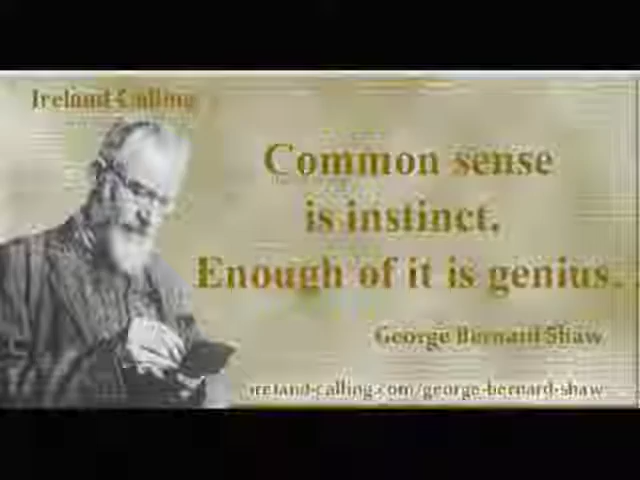 Ireland Calling
Common sense
is instinct.
Enough of it is genius.
George Bernard Shaw
ireland-calling.com/george-bernard-shaw